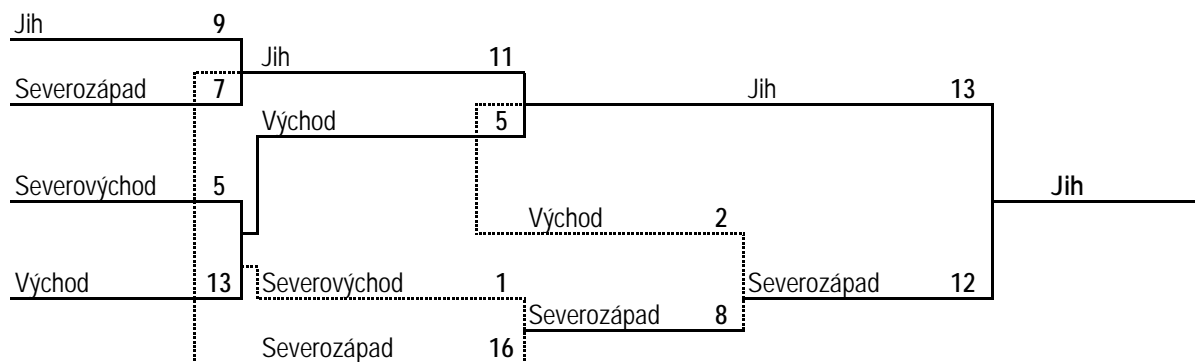 Jih 9
Jih 11
Severozápad 7
Jih 13
Východ 5
Severovýchod 5
Jih
Východ 2
Východ 13
Severovýchod 1
Severozápad 12
Severozápad 8
Severozápad 16